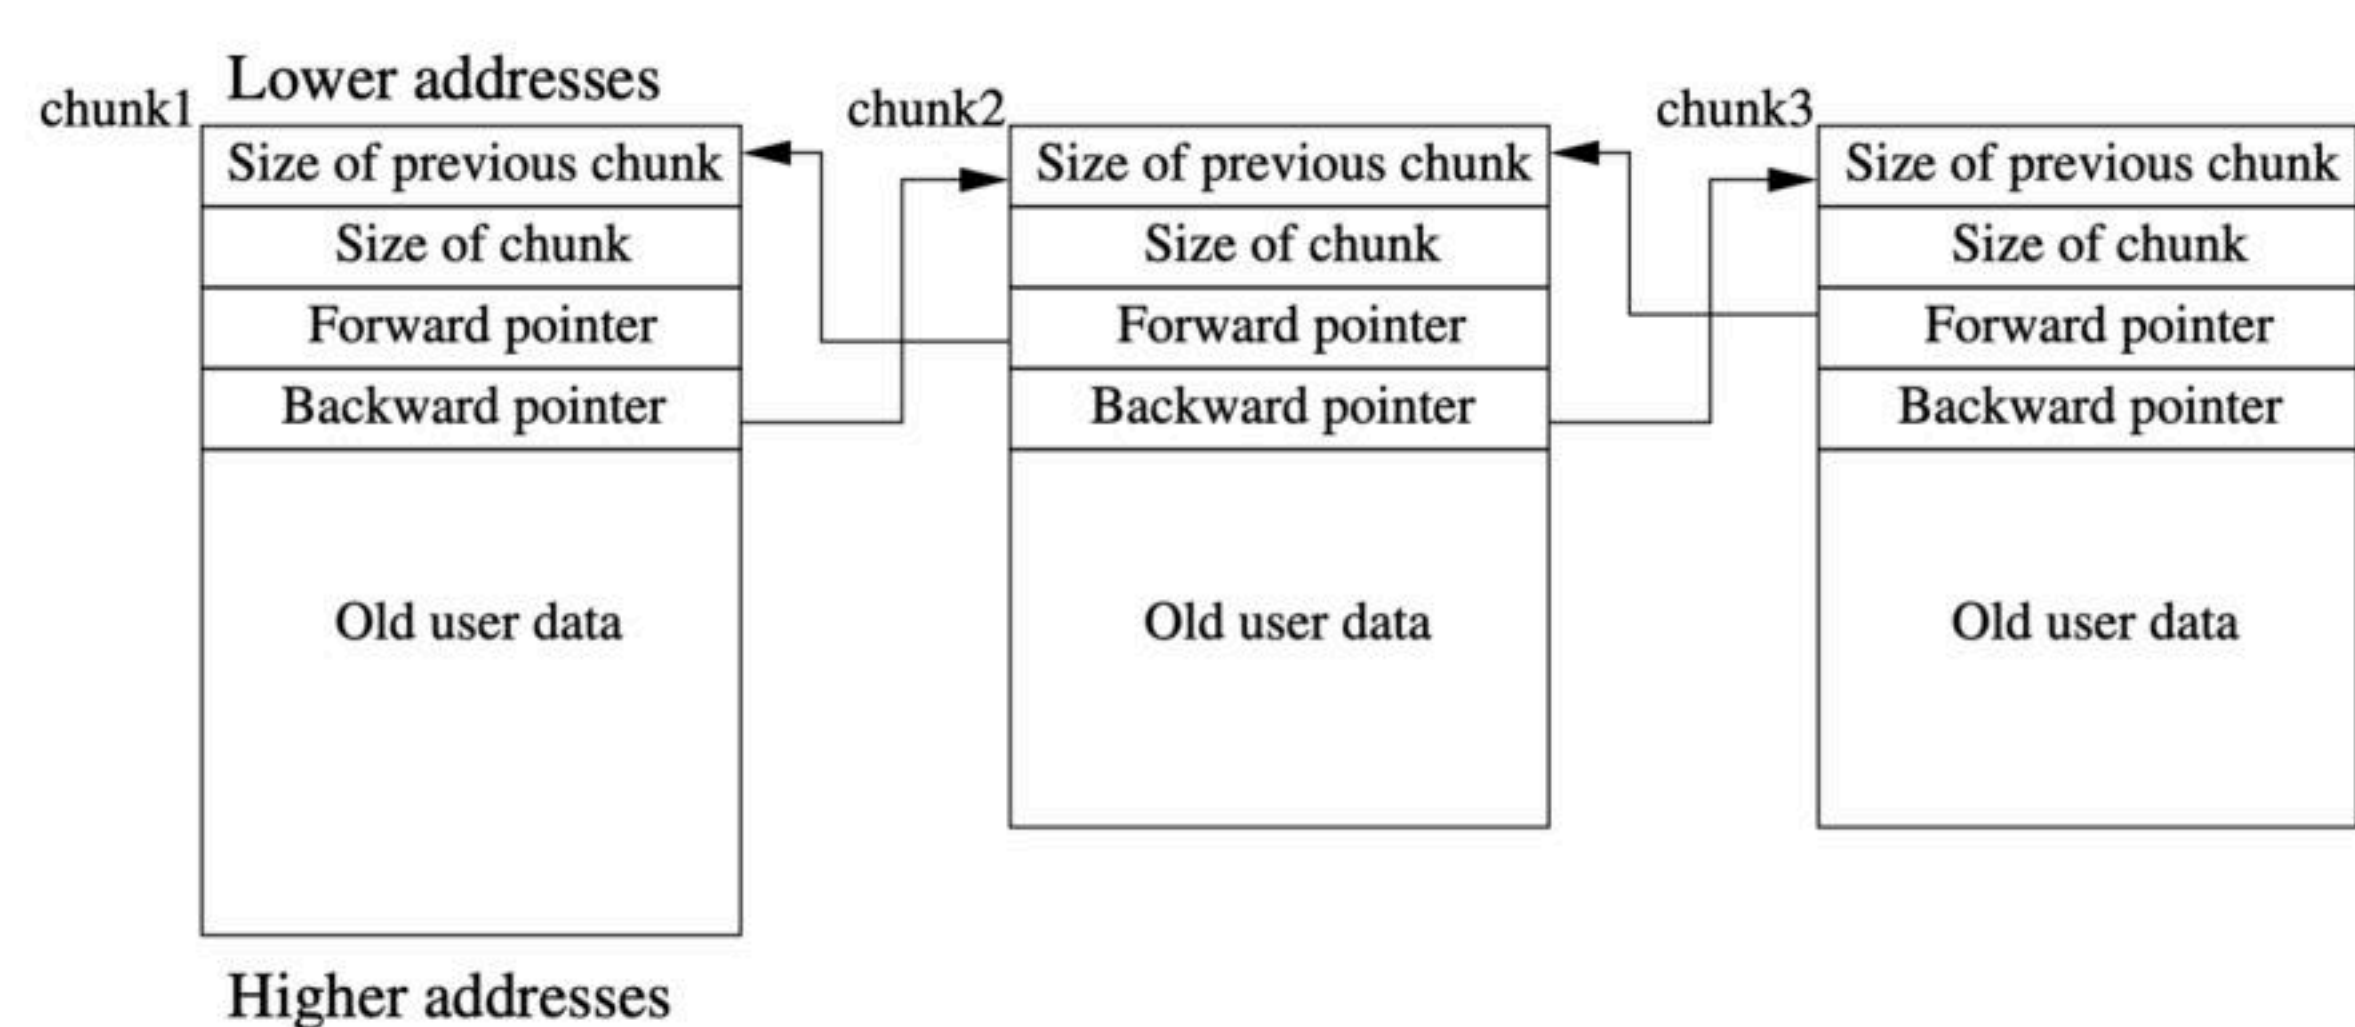 Lower addresses
chunk1
Size of previous chunk
Size of chunk
Forward pointer
Backward pointer
Old user data
Higher addresses
chunk2
Size of previous chunk
Size of chunk
Forward pointer
Backward pointer
Old user data
chunk3
Size of previous chunk
Size of chunk
Forward pointer
Backward pointer
Old user data